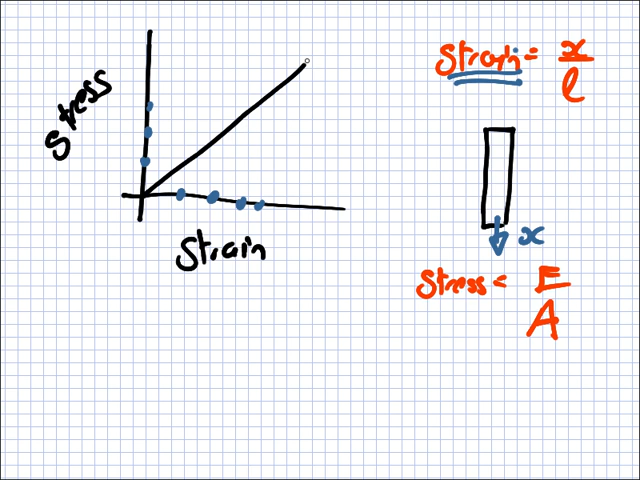 Stress
Strain
Strain = x
l
x
Stress = F
A